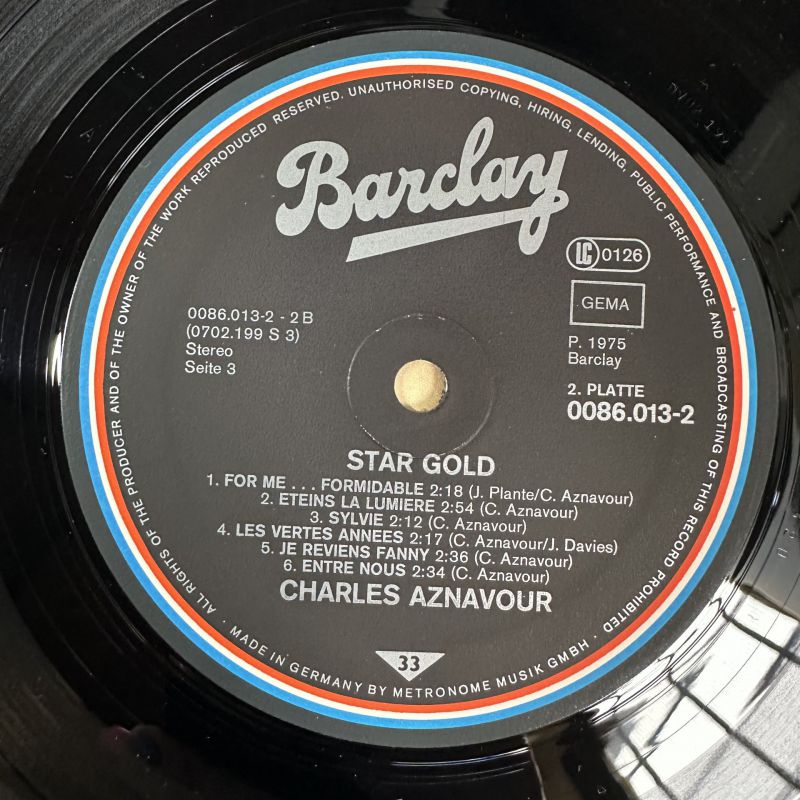 ALL RIGHTS OF THE PRODUCER AND OF THE OWNER OF THE WORK REPRODUCED RESERVED. UNAUTHORISED COPYING, HIRING, LENDING, PUBLIC PERFORMANCE AND BROADCASTING OF THIS RECORD PROHIBITED ·
Barclay
LC 0126
GEMA
0086.013-2 - 2 B
(0702.199 S 3)
Stereo
Seite 3
P. 1975
Barclay
2. PLATTE
0086.013-2
STAR GOLD
1. FOR ME . . . FORMIDABLE 2:18 (J. Plante/C. Aznavour)
2. ETEINS LA LUMIERE 2:54 (C. Aznavour)
3. SYLVIE 2:12 (C. Aznavour)
4. LES VERTES ANNEES 2:17 (C. Aznavour/J. Davies)
5. JE REVIENS FANNY 2:36 (C. Aznavour)
6. ENTRE NOUS 2:34 (C. Aznavour)
CHARLES AZNAVOUR
33
· MADE IN GERMANY BY METRONOME MUSIK GMBH ·